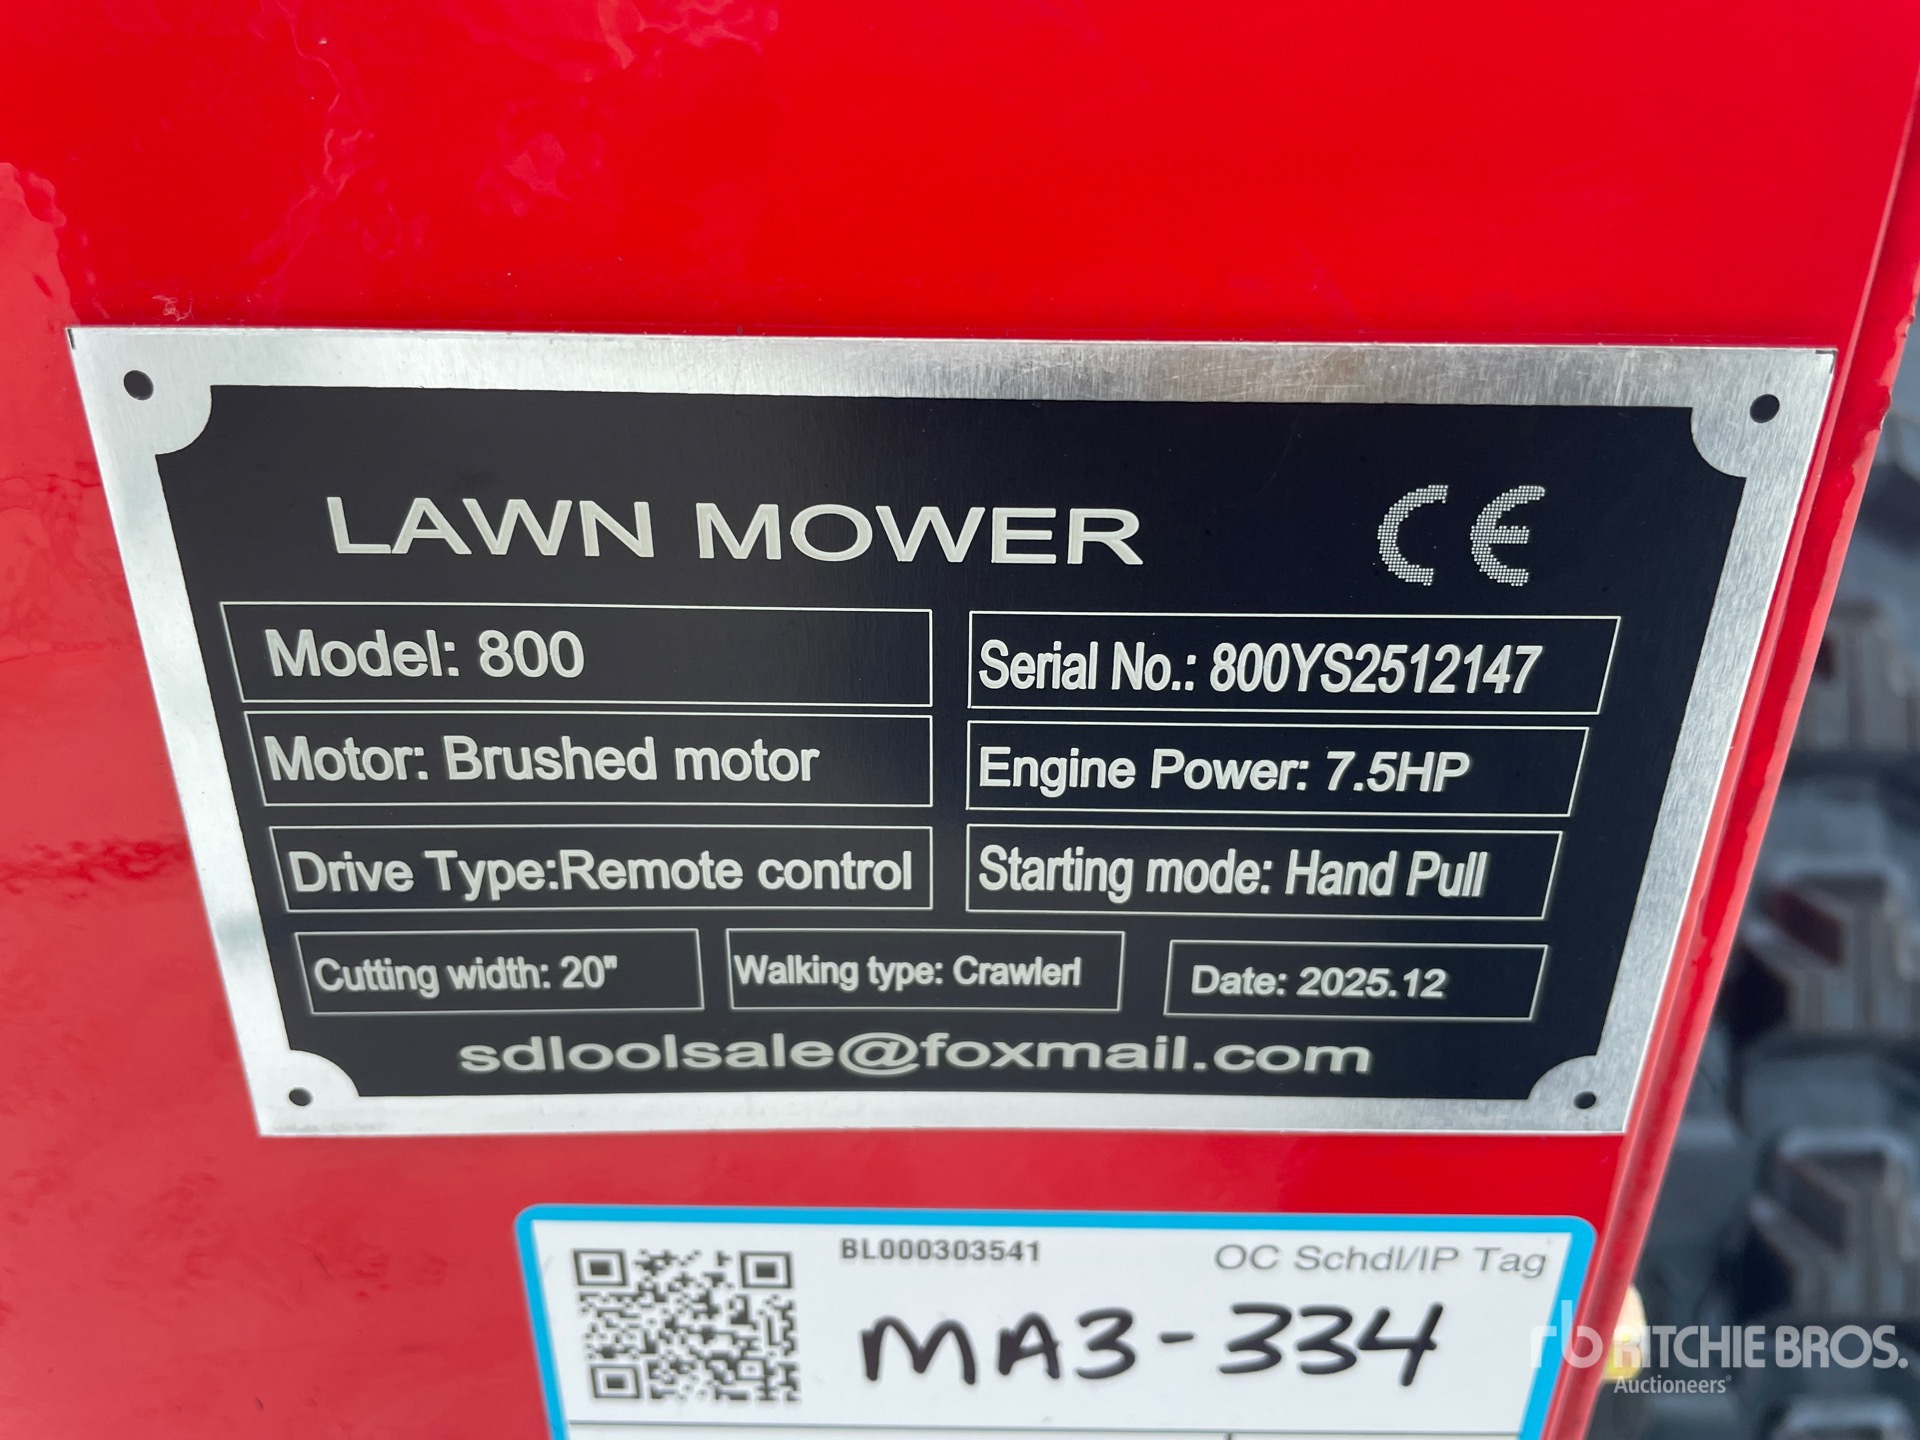 LAWN MOWER CE
Model: 800
Serial No.: 800YS2512147
Motor: Brushed motor
Engine Power: 7.5HP
Drive Type:Remote control
Starting mode: Hand Pull
Cutting width: 20"
Walking type: Crawlerl
Date: 2025.12
sdloolsale@foxmail.com
BL000303541
OC Schdl/IP Tag
MA3-334
rb RITCHIE BROS.
Auctioneers®